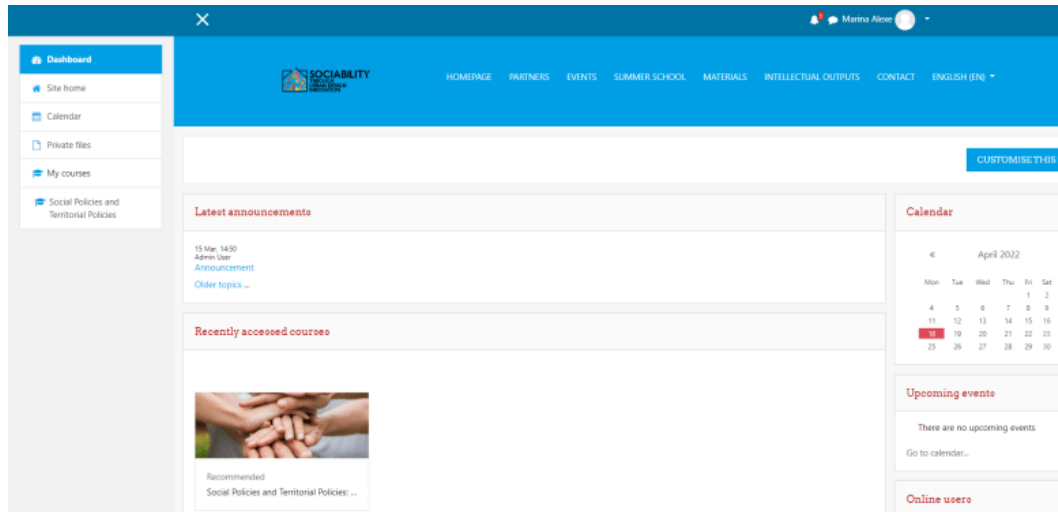 Marina Alexe
Dashboard
Site home
Calendar
Private files
My courses
Social Policies and
Territorial Policies
SOCIABILITY
THROUGH
URBAN DESIGN
INNOVATION
HOMEPAGE PARTNERS EVENTS SUMMER SCHOOL MATERIALS INTELLECTUAL OUTPUTS CONTACT ENGLISH (EN)
CUSTOMISE THIS
Latest announcements
15 Mar, 14:50
Admin User
Announcement
Older topics ...
Recently accessed courses
Recommended
Social Policies and Territorial Policies: ...
Calendar
« April 2022
Mon Tue Wed Thu Fri Sat
1 2
4 5 6 7 8 9
11 12 13 14 15 16
18 19 20 21 22 23
25 26 27 28 29 30
Upcoming events
There are no upcoming events
Go to calendar...
Online users